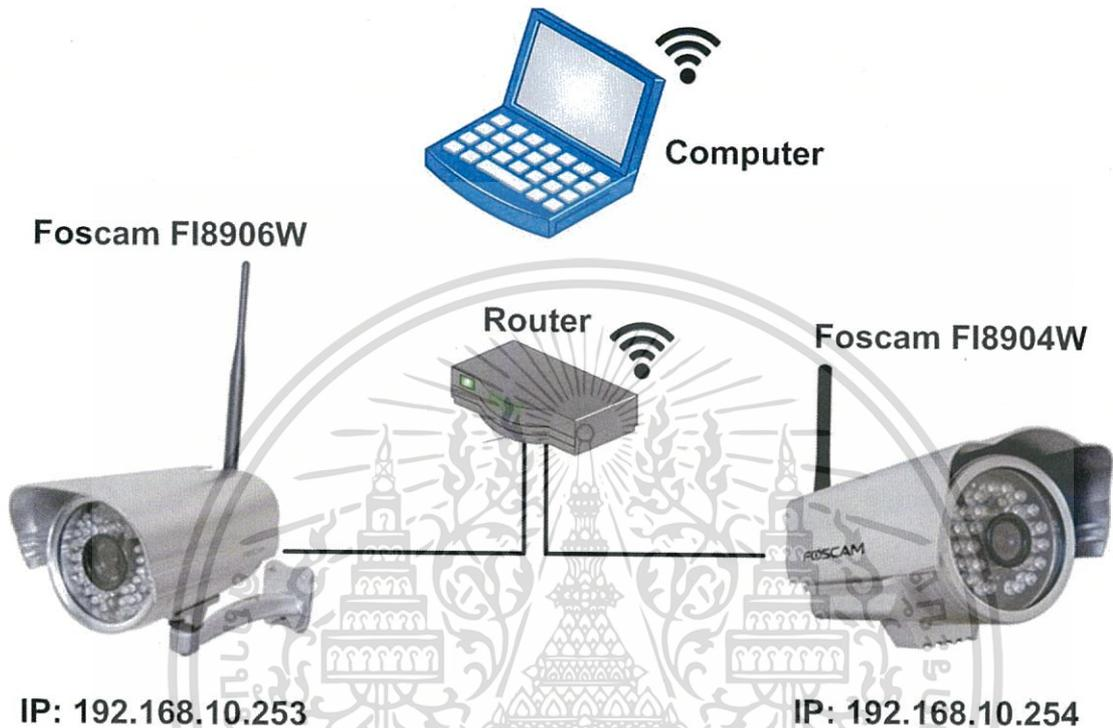 Computer
Foscam FI8906W
Router
Foscam FI8904W
FOSCAM
IP: 192.168.10.253
IP: 192.168.10.254